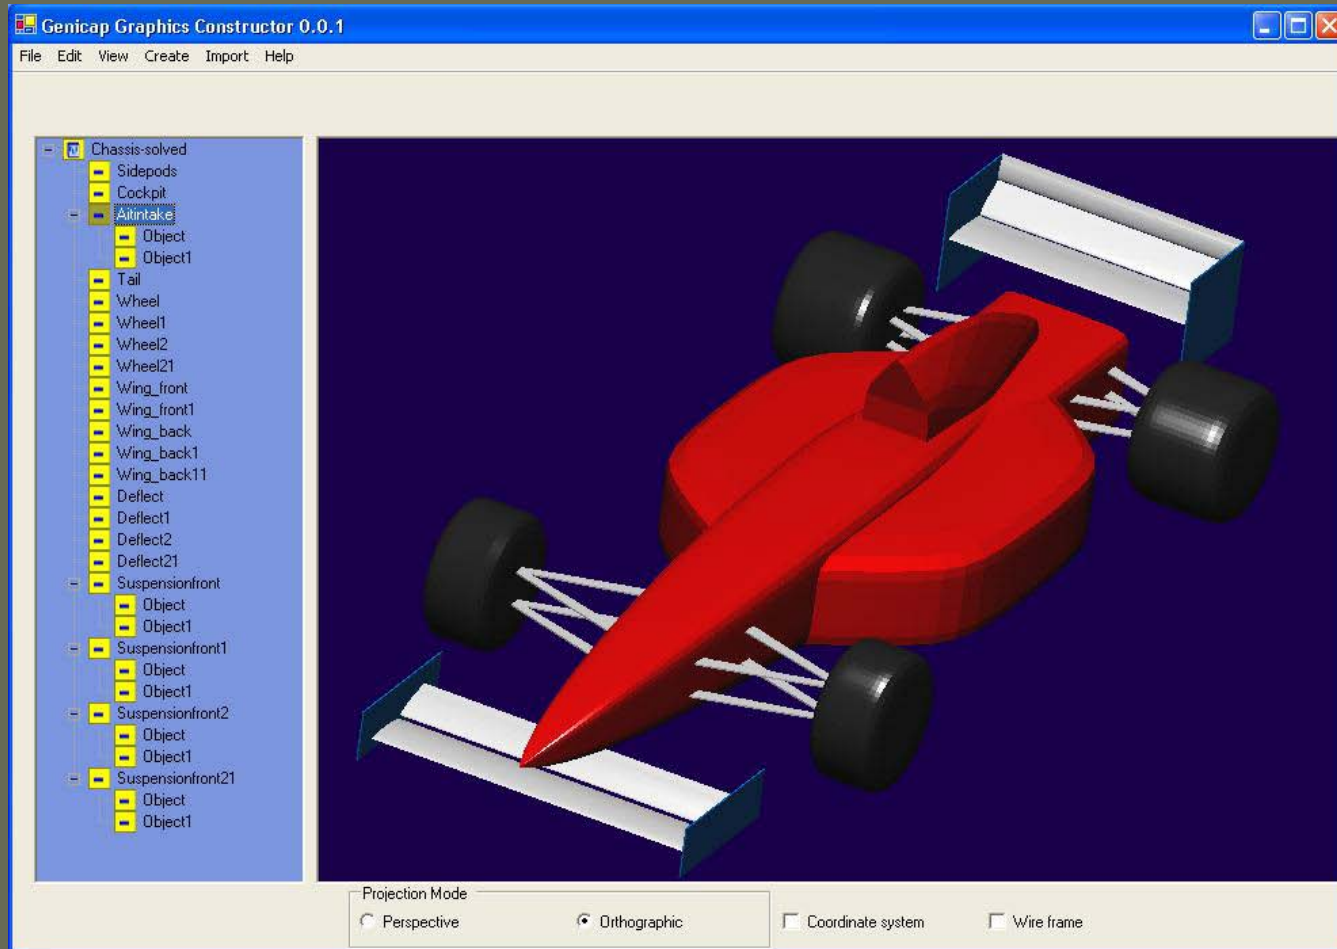 Genicap Graphics Constructor 0.0.1
File Edit View Create Import Help
Chassis-solved
Sidepods
Cockpit
Aitintake
Object
Object1
Tail
Wheel
Wheel1
Wheel2
Wheel21
Wing_front
Wing_front1
Wing_back
Wing_back1
Wing_back11
Deflect
Deflect1
Deflect2
Deflect21
Suspensionfront
Object
Object1
Suspensionfront1
Object
Object1
Suspensionfront2
Object
Object1
Suspensionfront21
Object
Object1
Projection Mode
Perspective Orthographic Coordinate system Wire frame